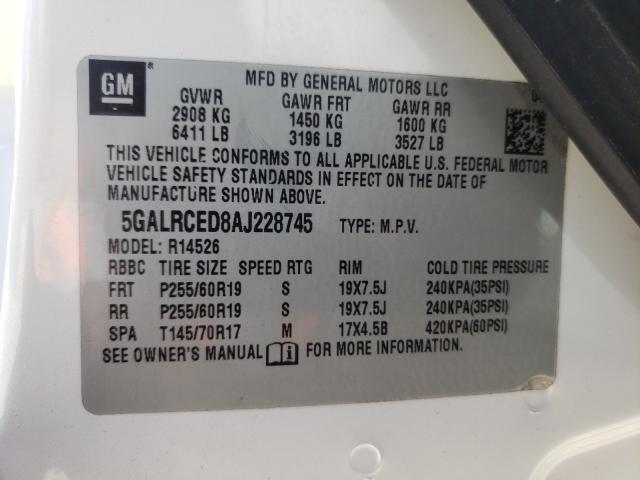 GM ®
MFD BY GENERAL MOTORS LLC
GVWR GAWR FRT GAWR RR
2908 KG 1450 KG 1600 KG
6411 LB 3196 LB 3527 LB
THIS VEHICLE CONFORMS TO ALL APPLICABLE U.S. FEDERAL MOTOR
VEHICLE SAFETY STANDARDS IN EFFECT ON THE DATE OF
MANUFACTURE SHOWN ABOVE.
5GALRCED8AJ228745 TYPE: M.P.V.
MODEL: R14526
RBBC TIRE SIZE SPEED RTG RIM COLD TIRE PRESSURE
FRT P255/60R19 S 19X7.5J 240KPA(35PSI)
RR P255/60R19 S 19X7.5J 240KPA(35PSI)
SPA T145/70R17 M 17X4.5B 420KPA(60PSI)
SEE OWNER'S MANUAL FOR MORE INFORMATION.